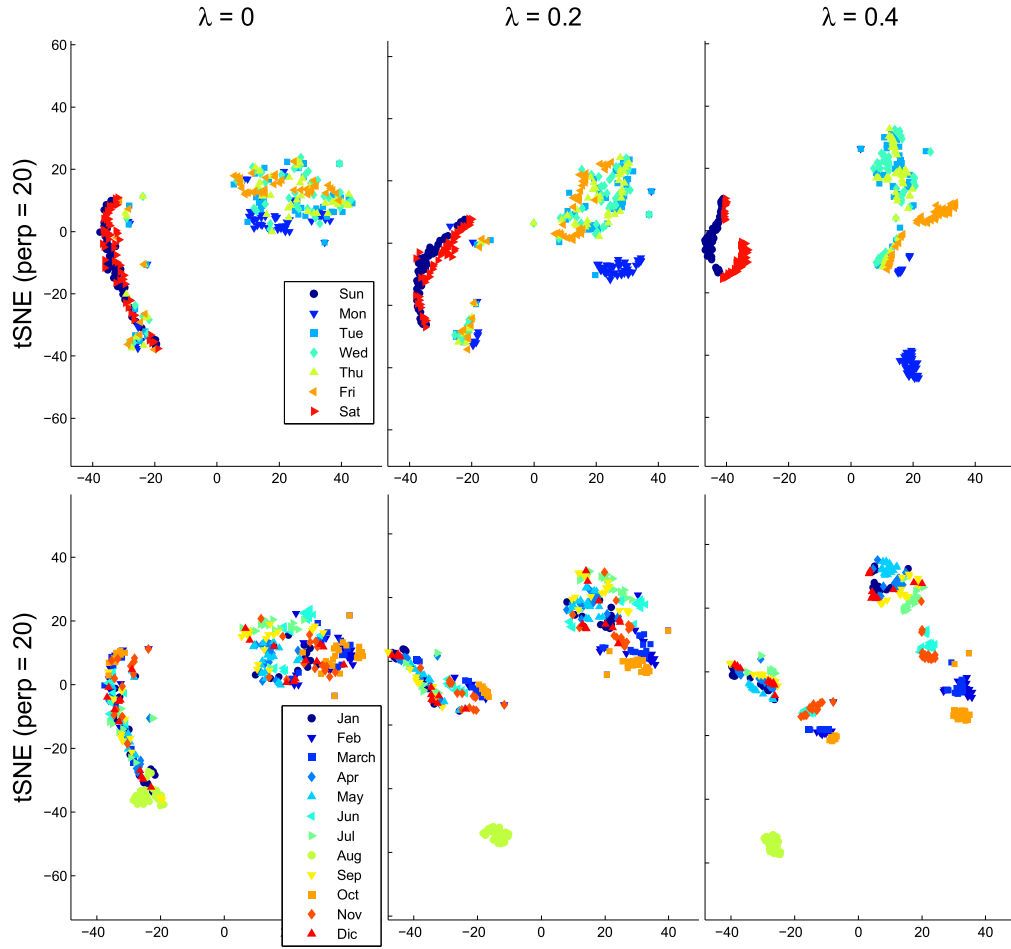 λ = 0 λ = 0.2 λ = 0.4
tSNE (perp = 20)
60
40
20
0
−20
−40
−60
Sun
Mon
Tue
Wed
Thu
Fri
Sat
−40 −20 0 20 40 −40 −20 0 20 40 −40 −20 0 20 40
tSNE (perp = 20)
40
20
0
−20
−40
−60
Jan
Feb
March
Apr
May
Jun
Jul
Aug
Sep
Oct
Nov
Dic
−40 −20 0 −40 −20 0 20 40 −40 −20 0 20 40